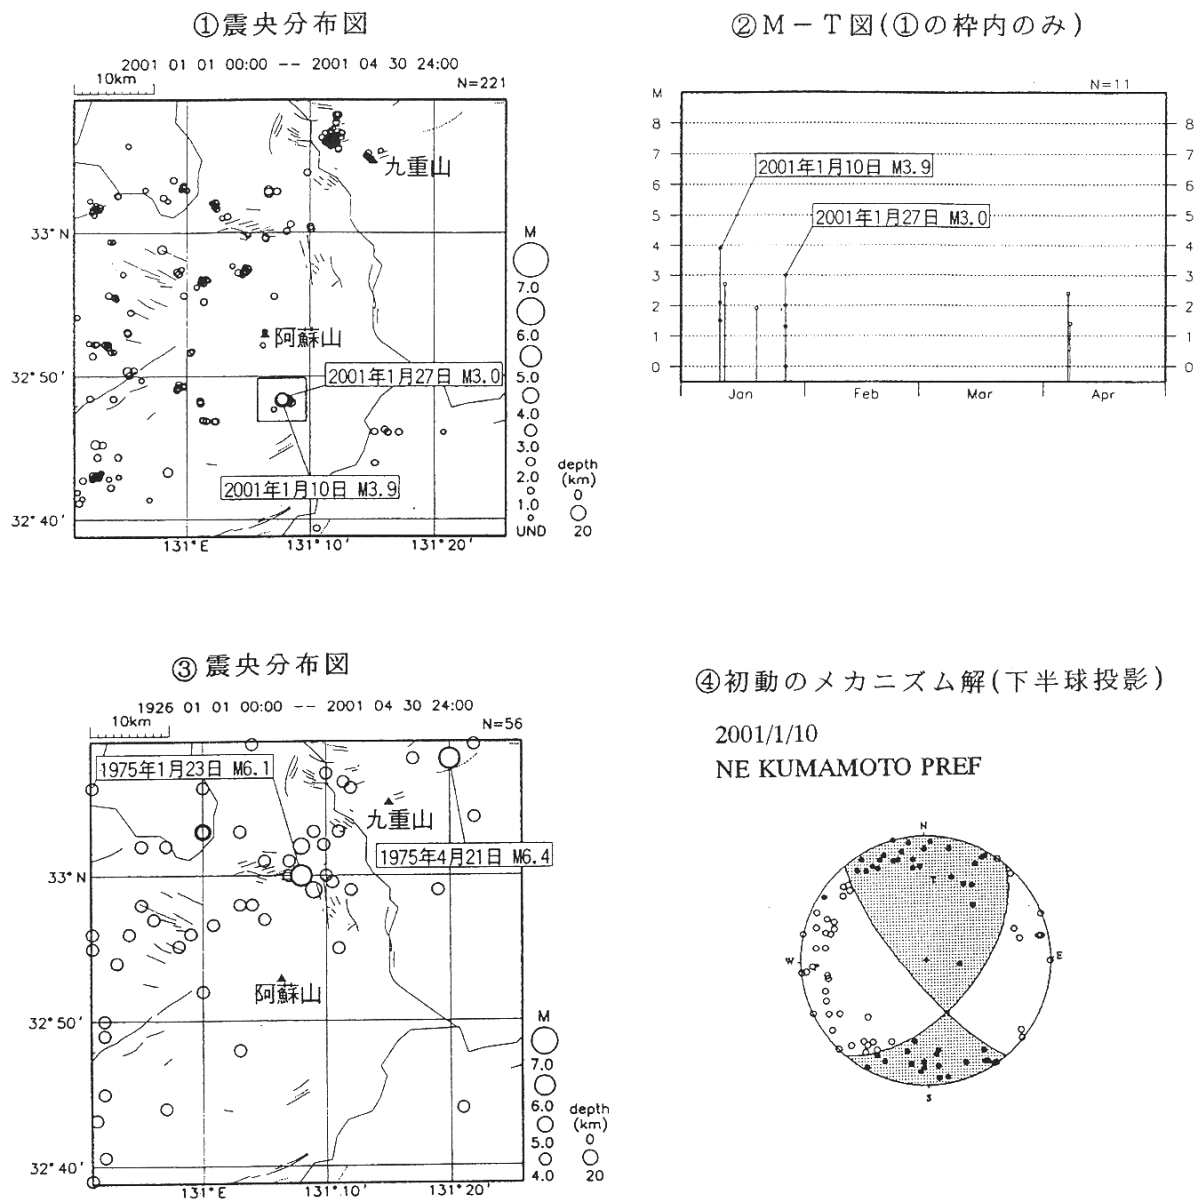 ①震央分布図
2001 01 01 00:00 -- 2001 04 30 24:00
10km
N=221
九重山
33°N
阿蘇山
32°50'
2001年1月27日 M3.0
2001年1月10日 M3.9
32°40'
131°E
131°10'
131°20'
M
7.0
6.0
5.0
4.0
3.0
2.0
1.0
UND
depth
(km)
0
20
②M－T図(①の枠内のみ)
N=11
M
8
7
6
5
4
3
2
1
0
8
7
6
5
4
3
2
1
0
2001年1月10日 M3.9
2001年1月27日 M3.0
Jan
Feb
Mar
Apr
③震央分布図
1926 01 01 00:00 -- 2001 04 30 24:00
10km
N=56
1975年1月23日 M6.1
九重山
1975年4月21日 M6.4
33°N
阿蘇山
32°50'
32°40'
131°E
131°10'
131°20'
M
7.0
6.0
5.0
4.0
depth
(km)
0
20
④初動のメカニズム解(下半球投影)
2001/1/10
NE KUMAMOTO PREF
N
T
W
P
E
S